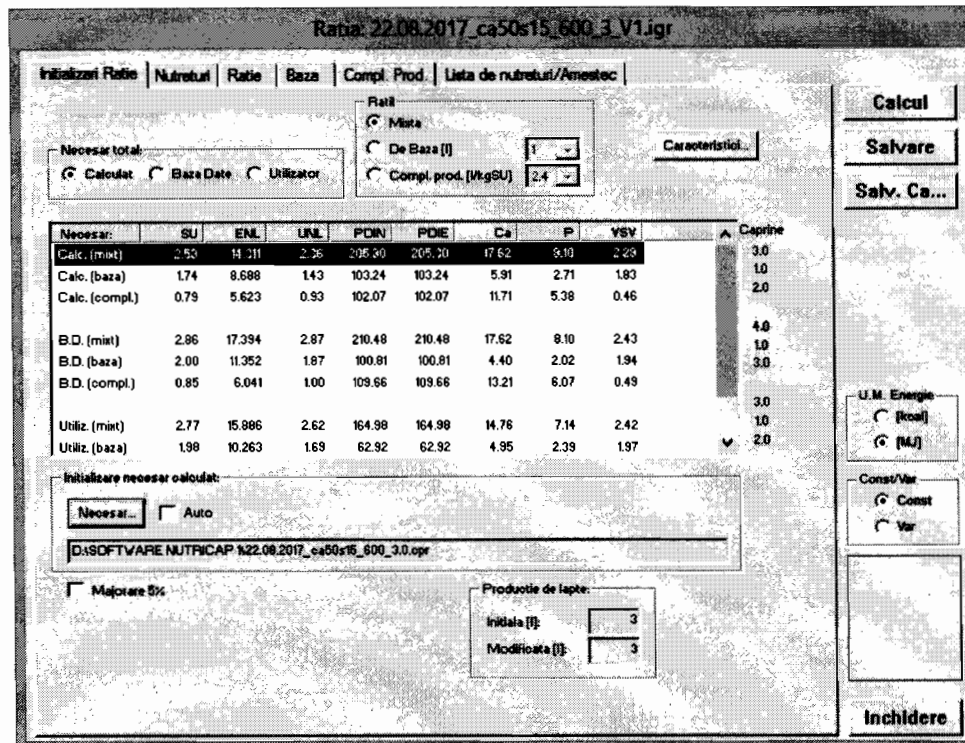 Ratia: 22.08.2017_ca50s15_600_3_V1.igr
Initializari Ratie Nutreturi Ratie Baza Compl. Prod. Lista de nutreturi/Amestec
Calcul
Ratii
Mixta
De Baza [l] 1
Compl. prod. [l/kgSU] 2.4
Necesar total:
Calculat Baza Date Utilizator
Caracteristici...
Salvare
Salv. Ca...
Necesar: SU ENL UNL PDIN PDIE Ca P VSV Caprine
Calc. (mixt) 2.53 14.311 2.36 205.30 205.30 17.62 8.10 2.29 3.0
Calc. (baza) 1.74 8.688 1.43 103.24 103.24 5.91 2.71 1.83 1.0
Calc. (compl.) 0.79 5.623 0.93 102.07 102.07 11.71 5.38 0.46 2.0
B.D. (mixt) 2.86 17.394 2.87 210.48 210.48 17.62 8.10 2.43 4.0
B.D. (baza) 2.00 11.352 1.87 100.81 100.81 4.40 2.02 1.94 1.0
B.D. (compl.) 0.85 6.041 1.00 109.66 109.66 13.21 6.07 0.49 3.0
Utiliz. (mixt) 2.77 15.886 2.62 164.98 164.98 14.76 7.14 2.42 3.0
Utiliz. (baza) 1.98 10.263 1.69 62.92 62.92 4.95 2.39 1.97 1.0
2.0
U.M. Energie
[kcal]
[MJ]
Initializare necesar calculat:
Necesar... Auto
D:\SOFTWARE NUTRICAP 1\22.08.2017_ca50s15_600_3.0.opr
Const/Var
Const
Var
Majorare 5%
Productie de lapte:
Initiala [l]: 3
Modificata [l]: 3
Inchidere